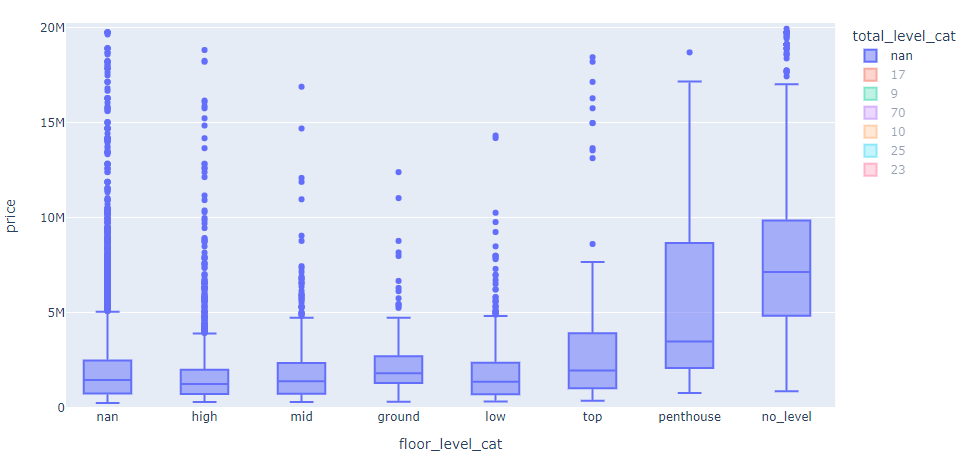 20M
15M
10M
5M
0
price
nan high mid ground low top penthouse no_level
floor_level_cat
total_level_cat
nan
17
9
70
10
25
23